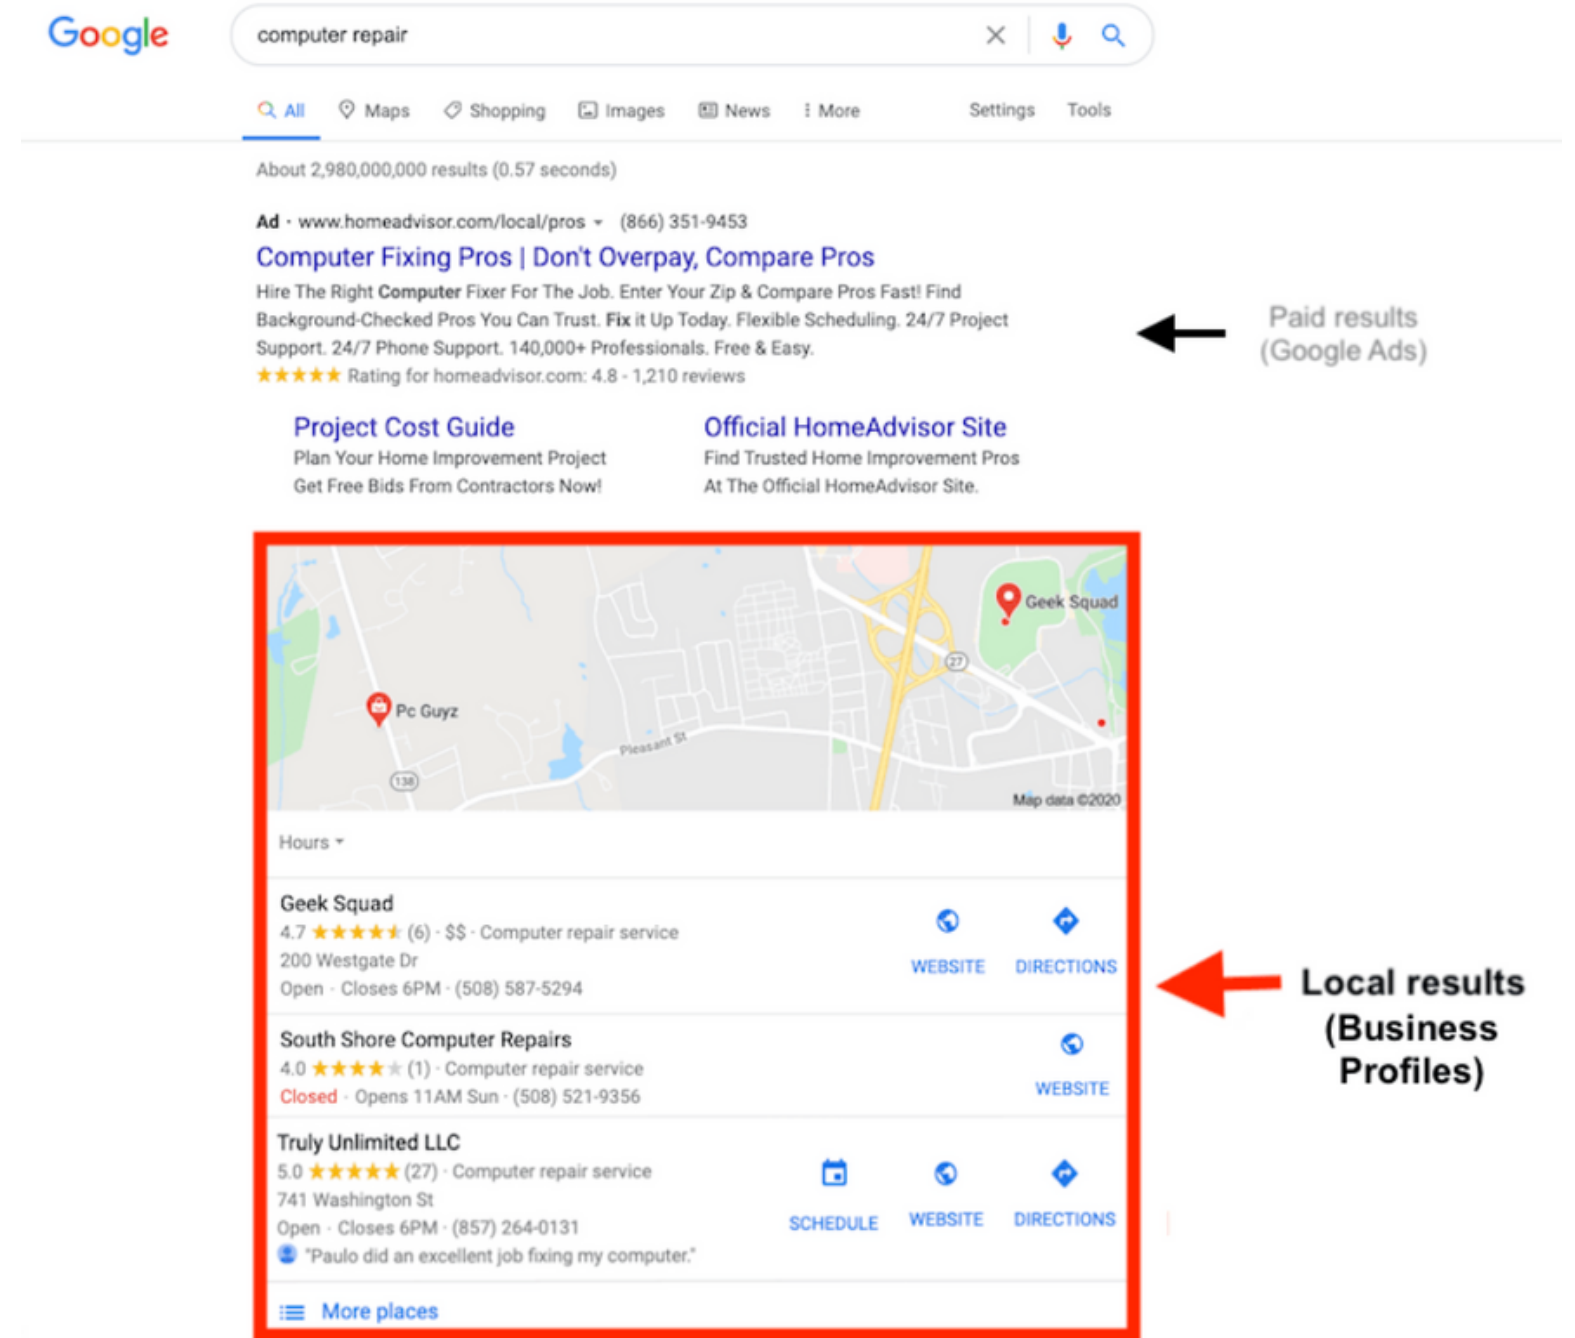 Google
computer repair
All Maps Shopping Images News More Settings Tools
About 2,980,000,000 results (0.57 seconds)
Ad · www.homeadvisor.com/local/pros (866) 351-9453
Computer Fixing Pros | Don't Overpay, Compare Pros
Hire The Right Computer Fixer For The Job. Enter Your Zip & Compare Pros Fast! Find
Background-Checked Pros You Can Trust. Fix it Up Today. Flexible Scheduling. 24/7 Project
Support. 24/7 Phone Support. 140,000+ Professionals. Free & Easy.
Rating for homeadvisor.com: 4.8 - 1,210 reviews
Paid results
(Google Ads)
Project Cost Guide
Plan Your Home Improvement Project
Get Free Bids From Contractors Now!
Official HomeAdvisor Site
Find Trusted Home Improvement Pros
At The Official HomeAdvisor Site.
Geek Squad
27
Pc Guyz
Pleasant St
138
Map data ©2020
Hours
Geek Squad
4.7 (6) · $$ · Computer repair service
200 Westgate Dr
Open · Closes 6PM · (508) 587-5294
WEBSITE DIRECTIONS
South Shore Computer Repairs
4.0 (1) · Computer repair service
Closed · Opens 11AM Sun · (508) 521-9356
WEBSITE
Truly Unlimited LLC
5.0 (27) · Computer repair service
741 Washington St
Open · Closes 6PM · (857) 264-0131
"Paulo did an excellent job fixing my computer."
SCHEDULE WEBSITE DIRECTIONS
More places
Local results
(Business
Profiles)